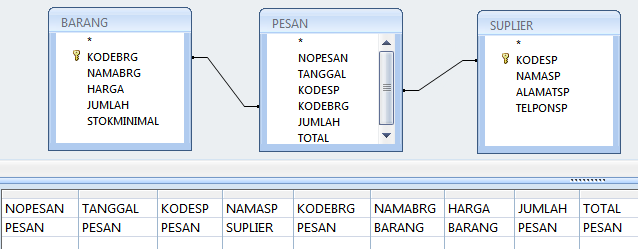 BARANG
*
KODEBRG
NAMABRG
HARGA
JUMLAH
STOKMINIMAL
PESAN
*
NOPESAN
TANGGAL
KODESP
KODEBRG
JUMLAH
TOTAL
SUPLIER
*
KODESP
NAMASP
ALAMATSP
TELPONSP
NOPESAN TANGGAL KODESP NAMASP KODEBRG NAMABRG HARGA JUMLAH TOTAL
PESAN PESAN PESAN SUPLIER PESAN BARANG BARANG PESAN PESAN